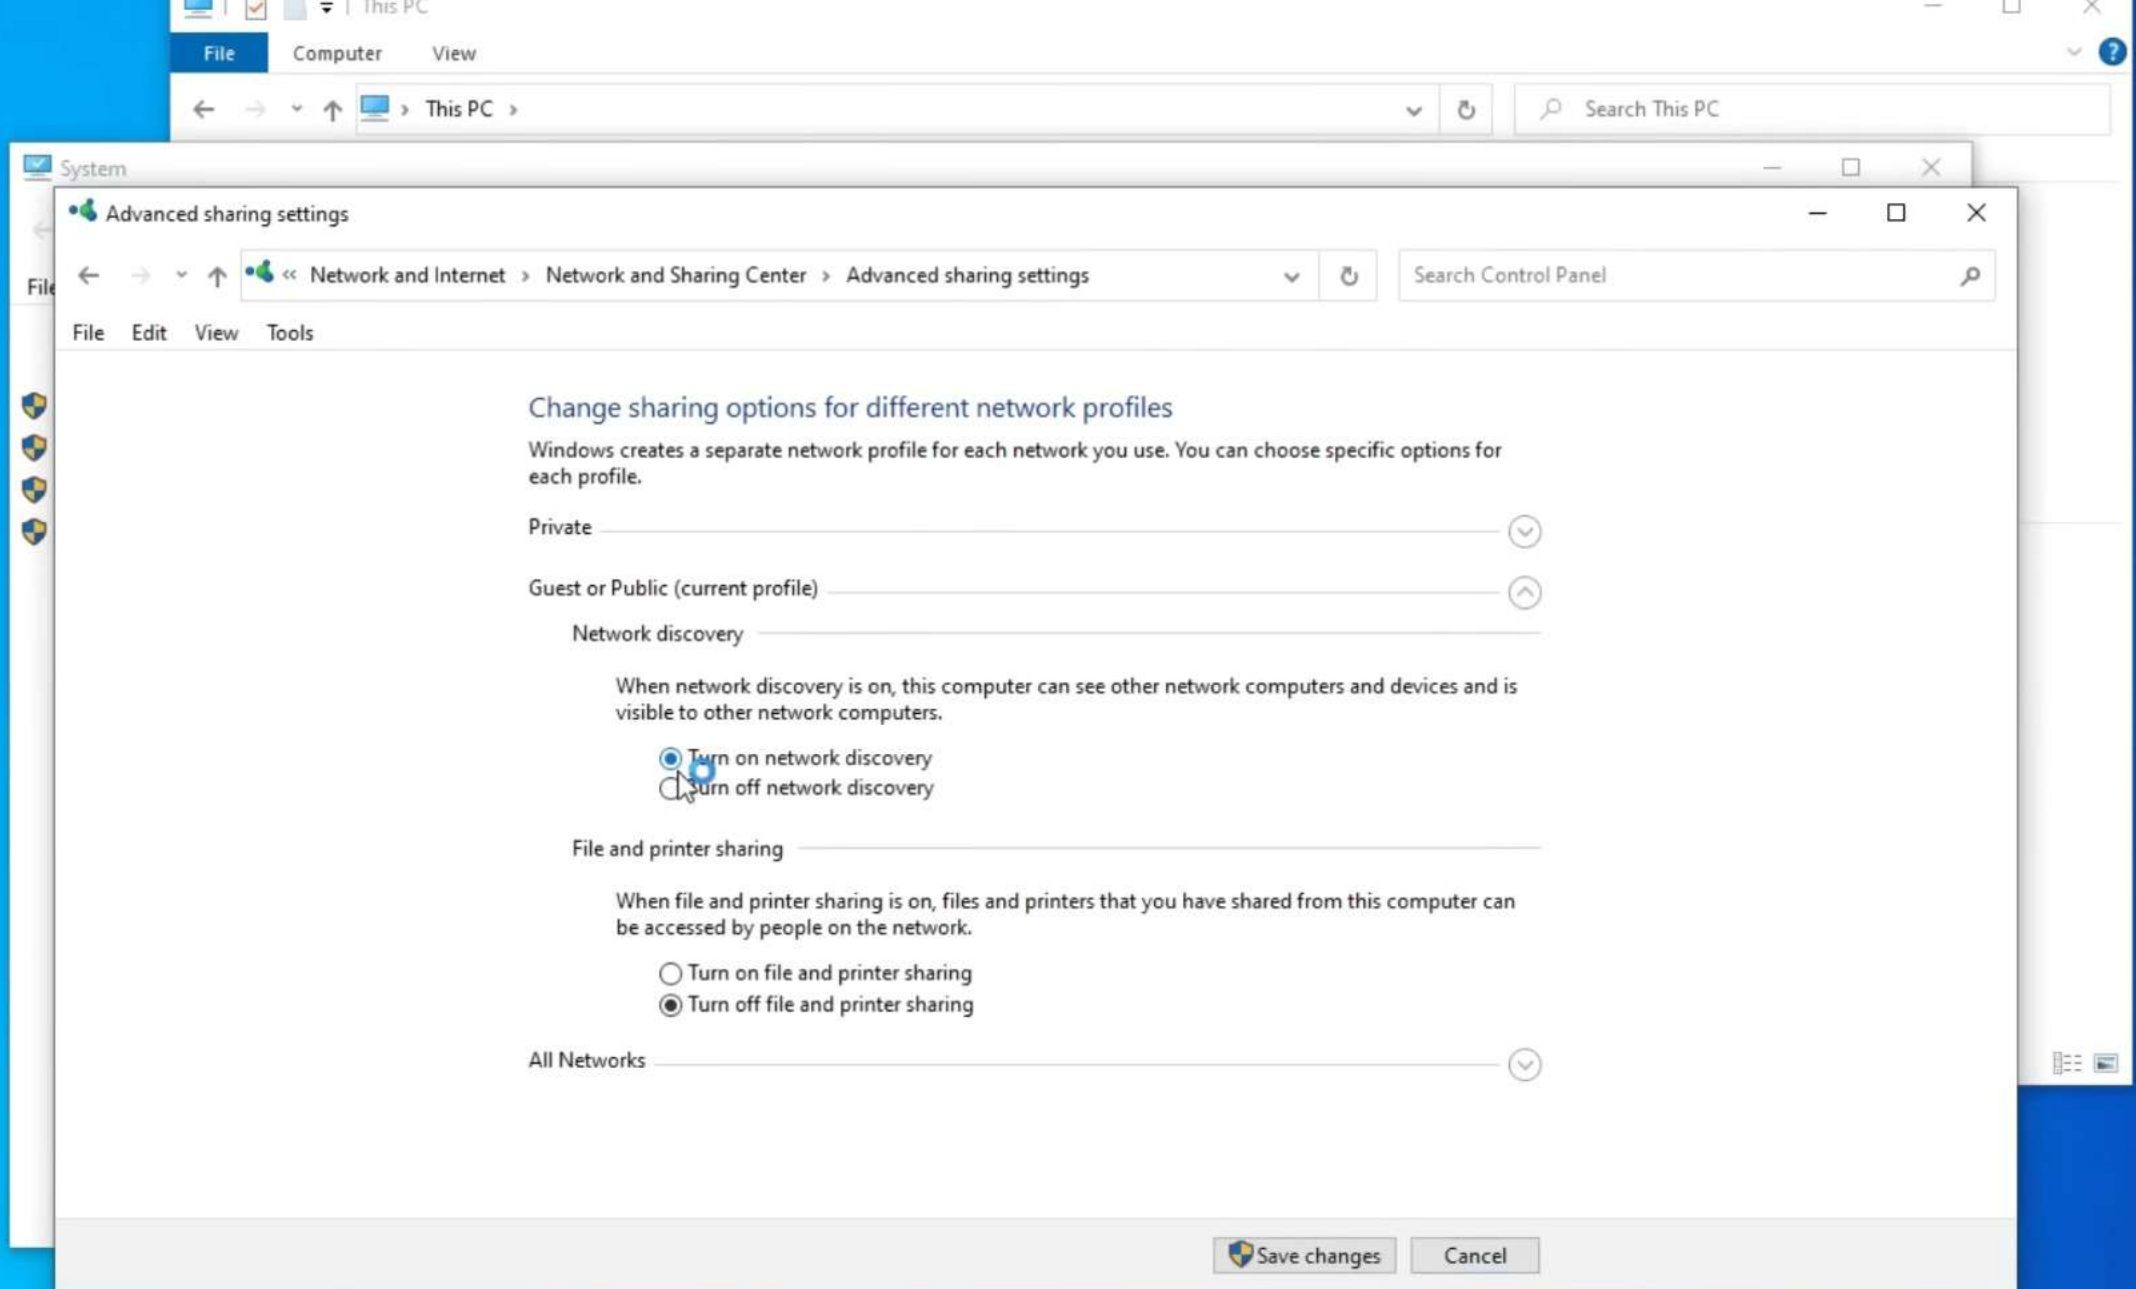 This PC
File Computer View
This PC
Search This PC
System
Advanced sharing settings
File
« Network and Internet › Network and Sharing Center › Advanced sharing settings
Search Control Panel
File Edit View Tools
Change sharing options for different network profiles
Windows creates a separate network profile for each network you use. You can choose specific options for
each profile.
Private
Guest or Public (current profile)
Network discovery
When network discovery is on, this computer can see other network computers and devices and is
visible to other network computers.
Turn on network discovery
Turn off network discovery
File and printer sharing
When file and printer sharing is on, files and printers that you have shared from this computer can
be accessed by people on the network.
Turn on file and printer sharing
Turn off file and printer sharing
All Networks
Save changes Cancel